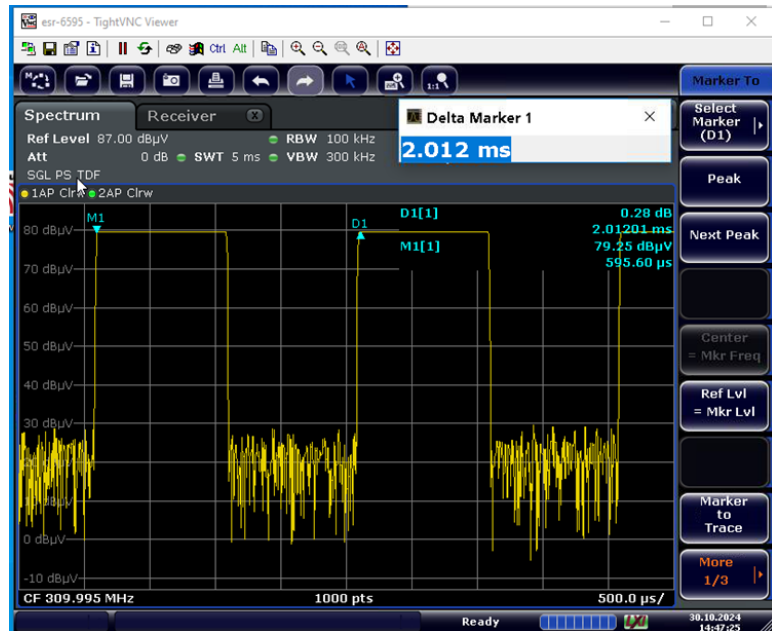 esr-6595 - TightVNC Viewer
Ctrl Alt
Marker To
Spectrum
Receiver
Ref Level 87.00 dBµV
RBW 100 kHz
Att 0 dB SWT 5 ms VBW 300 kHz
SGL PS TDF
1AP Clrw 2AP Clrw
Delta Marker 1
2.012 ms
M1
D1
D1[1] 0.28 dB
2.01201 ms
M1[1] 79.25 dBµV
595.60 µs
80 dBµV
70 dBµV
60 dBµV
50 dBµV
40 dBµV
30 dBµV
0 dBµV
-10 dBµV
CF 309.995 MHz 1000 pts 500.0 µs/
Select
Marker
(D1)
Peak
Next Peak
Center
= Mkr Freq
Ref Lvl
= Mkr Lvl
Marker
to
Trace
More
1/3
Ready
30.10.2024
14:47:25